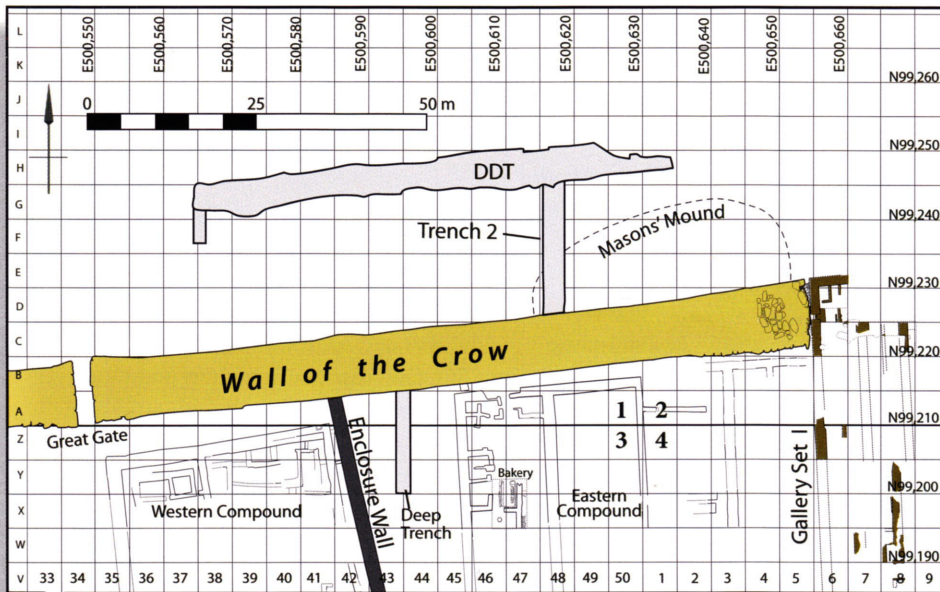 L
K
J
I
H
G
F
E
D
C
B
A
Z
Y
X
W
V
E500,550
E500,560
E500,570
E500,580
E500,590
E500,600
E500,610
E500,620
E500,630
E500,640
E500,650
E500,660
N99,260
N99,250
N99,240
N99,230
N99,220
N99,210
N99,200
N99,190
0 25 50 m
DDT
Trench 2
Masons' Mound
Wall of the Crow
Great Gate
1 2
3 4
Enclosure Wall
Western Compound
Deep
Trench
Bakery
Eastern
Compound
Gallery Set I
33 34 35 36 37 38 39 40 41 42 43 44 45 46 47 48 49 50 1 2 3 4 5 6 7 8 9